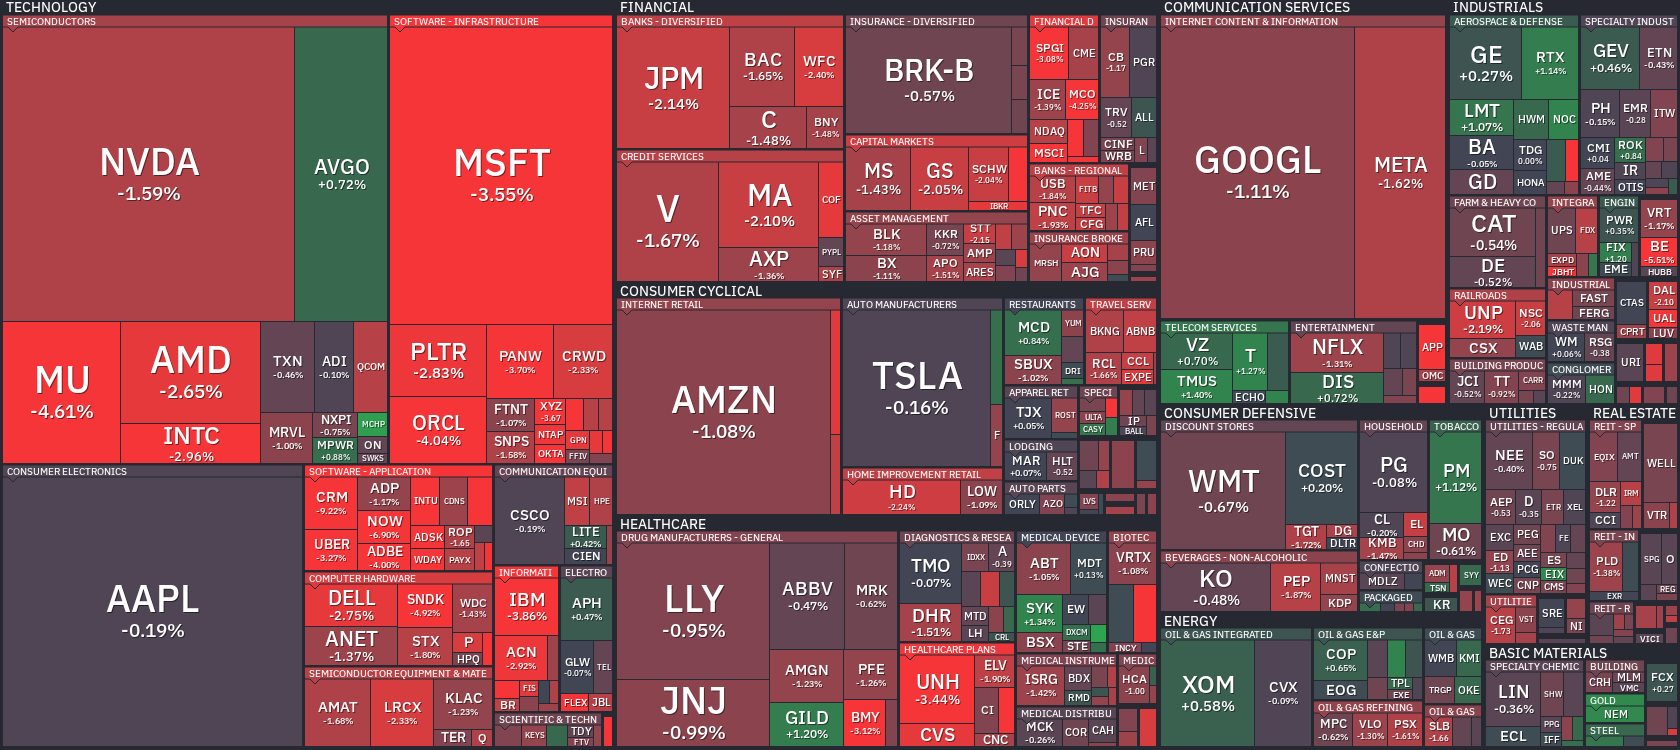 TECHNOLOGY
SEMICONDUCTORS
NVDA
-1.59%
AVGO
+0.72%
MU
-4.61%
AMD
-2.65%
INTC
-2.96%
TXN
-0.46%
ADI
-0.10%
QCOM
MRVL
-1.00%
NXPI
-0.75%
MCHP
MPWR
+0.88%
ON
SWKS
SOFTWARE - INFRASTRUCTURE
MSFT
-3.55%
PLTR
-2.83%
PANW
-3.70%
CRWD
-2.33%
ORCL
-4.04%
FTNT
-1.07%
XYZ
-3.67
SNPS
-1.58%
NTAP
GPN
OKTA
FFIV
CONSUMER ELECTRONICS
AAPL
-0.19%
SOFTWARE - APPLICATION
CRM
-9.22%
ADP
-1.17%
INTU
CDNS
UBER
-3.27%
NOW
-6.90%
ADBE
-4.00%
ADSK
ROP
-1.65
WDAY
PAYX
COMMUNICATION EQUI
CSCO
-0.19%
MSI
HPE
LITE
+0.42%
CIEN
COMPUTER HARDWARE
DELL
-2.75%
SNDK
-4.92%
WDC
-1.43%
ANET
-1.37%
STX
-1.80%
P
HPQ
INFORMATI
IBM
-3.86%
ACN
-2.92%
FIS
BR
ELECTRO
APH
+0.47%
GLW
-0.07%
TEL
FLEX
JBL
SEMICONDUCTOR EQUIPMENT & MATE
AMAT
-1.68%
LRCX
-2.33%
KLAC
-1.23%
TER
Q
SCIENTIFIC & TECHN
KEYS
TDY
FTV
FINANCIAL
BANKS - DIVERSIFIED
JPM
-2.14%
BAC
-1.65%
WFC
-2.40%
C
-1.48%
BNY
-1.48%
CREDIT SERVICES
V
-1.67%
MA
-2.10%
COF
AXP
-1.36%
PYPL
SYF
INSURANCE - DIVERSIFIED
BRK-B
-0.57%
CAPITAL MARKETS
MS
-1.43%
GS
-2.05%
SCHW
-2.04%
IBKR
ASSET MANAGEMENT
BLK
-1.18%
KKR
-0.72%
STT
-2.15
BX
-1.11%
APO
-1.51%
AMP
ARES
FINANCIAL D
SPGI
-3.08%
CME
ICE
-1.39%
MCO
-4.25%
NDAQ
MSCI
INSURAN
CB
-1.17
PGR
TRV
-0.52
ALL
CINF
WRB
L
BANKS - REGIONAL
USB
-1.84%
FITB
PNC
-1.93%
TFC
CFG
INSURANCE BROKE
MRSH
AON
AJG
MET
AFL
PRU
CONSUMER CYCLICAL
INTERNET RETAIL
AMZN
-1.08%
AUTO MANUFACTURERS
TSLA
-0.16%
F
HOME IMPROVEMENT RETAIL
HD
-2.24%
LOW
-1.09%
RESTAURANTS
MCD
+0.84%
YUM
SBUX
-1.02%
DRI
TRAVEL SERV
BKNG
ABNB
RCL
-1.66%
CCL
EXPE
APPAREL RET
TJX
+0.05%
ROST
SPECI
ULTA
CASY
IP
BALL
LODGING
MAR
+0.07%
HLT
-0.52
AUTO PARTS
ORLY
AZO
LVS
HEALTHCARE
DRUG MANUFACTURERS - GENERAL
LLY
-0.95%
ABBV
-0.47%
MRK
-0.62%
JNJ
-0.99%
AMGN
-1.23%
PFE
-1.26%
GILD
+1.20%
BMY
-3.12%
DIAGNOSTICS & RESEA
TMO
-0.07%
IDXX
A
-0.39
DHR
-1.51%
MTD
LH
CRL
HEALTHCARE PLANS
UNH
-3.44%
ELV
-1.90%
CI
CVS
CNC
MEDICAL DEVICE
ABT
-1.05%
MDT
+0.13%
SYK
+1.34%
EW
DXCM
BSX
STE
BIOTEC
VRTX
-1.08%
INCY
MEDICAL INSTRUME
ISRG
-1.42%
BDX
RMD
MEDIC
HCA
-1.00
MEDICAL DISTRIBU
MCK
-0.26%
COR
CAH
COMMUNICATION SERVICES
INTERNET CONTENT & INFORMATION
GOOGL
-1.11%
META
-1.62%
TELECOM SERVICES
VZ
+0.70%
T
+1.27%
TMUS
+1.40%
ECHO
ENTERTAINMENT
NFLX
-1.31%
DIS
+0.72%
APP
OMC
INDUSTRIALS
AEROSPACE & DEFENSE
GE
+0.27%
RTX
+1.14%
LMT
+1.07%
HWM
NOC
BA
-0.05%
TDG
0.00%
GD
HONA
SPECIALTY INDUST
GEV
+0.46%
ETN
-0.43%
PH
-0.15%
EMR
-0.28
ITW
CMI
+0.04
ROK
+0.84
AME
-0.44%
IR
OTIS
FARM & HEAVY CO
CAT
-0.54%
DE
-0.52%
INTEGRA
UPS
FDX
EXPD
JBHT
ENGIN
PWR
+0.35%
FIX
+1.20
EME
VRT
-1.17%
BE
-5.51%
HUBB
RAILROADS
UNP
-2.19%
NSC
-2.06
CSX
WAB
INDUSTRIAL
FAST
FERG
CTAS
CPRT
DAL
-2.10
UAL
LUV
WASTE MAN
WM
+0.06%
RSG
-0.38
URI
BUILDING PRODUC
JCI
-0.52%
TT
-0.92%
CARR
CONGLOMER
MMM
-0.22%
HON
CONSUMER DEFENSIVE
DISCOUNT STORES
WMT
-0.67%
COST
+0.20%
TGT
-1.72%
DG
DLTR
HOUSEHOLD
PG
-0.08%
CL
-0.20%
EL
KMB
-1.47%
CHD
TOBACCO
PM
+1.12%
MO
-0.61%
BEVERAGES - NON-ALCOHOLIC
KO
-0.48%
PEP
-1.87%
MNST
KDP
CONFECTIO
MDLZ
PACKAGED
ADM
TSN
SYY
KR
UTILITIES
UTILITIES - REGULA
NEE
-0.40%
SO
-0.75
DUK
AEP
-0.53
D
-0.35
ETR
XEL
EXC
PEG
FE
ED
-1.13
AEE
PCG
ES
EIX
WEC
CNP
CMS
UTILITIE
CEG
-1.73
VST
SRE
NI
REAL ESTATE
REIT - SP
EQIX
AMT
WELL
DLR
-1.22
IRM
CCI
VTR
REIT - IN
PLD
-1.38%
EXR
SPG
O
REG
REIT - R
VICI
ENERGY
OIL & GAS INTEGRATED
XOM
+0.58%
CVX
-0.09%
OIL & GAS E&P
COP
+0.65%
EOG
TPL
EXE
OIL & GAS
WMB
KMI
TRGP
OKE
OIL & GAS REFINING
MPC
-0.62%
VLO
-1.30%
PSX
-1.61%
OIL & GAS
SLB
-1.66
BASIC MATERIALS
SPECIALTY CHEMIC
LIN
-0.36%
SHW
ECL
PPG
IFF
BUILDING
CRH
MLM
VMC
FCX
+0.27
GOLD
NEM
STEEL